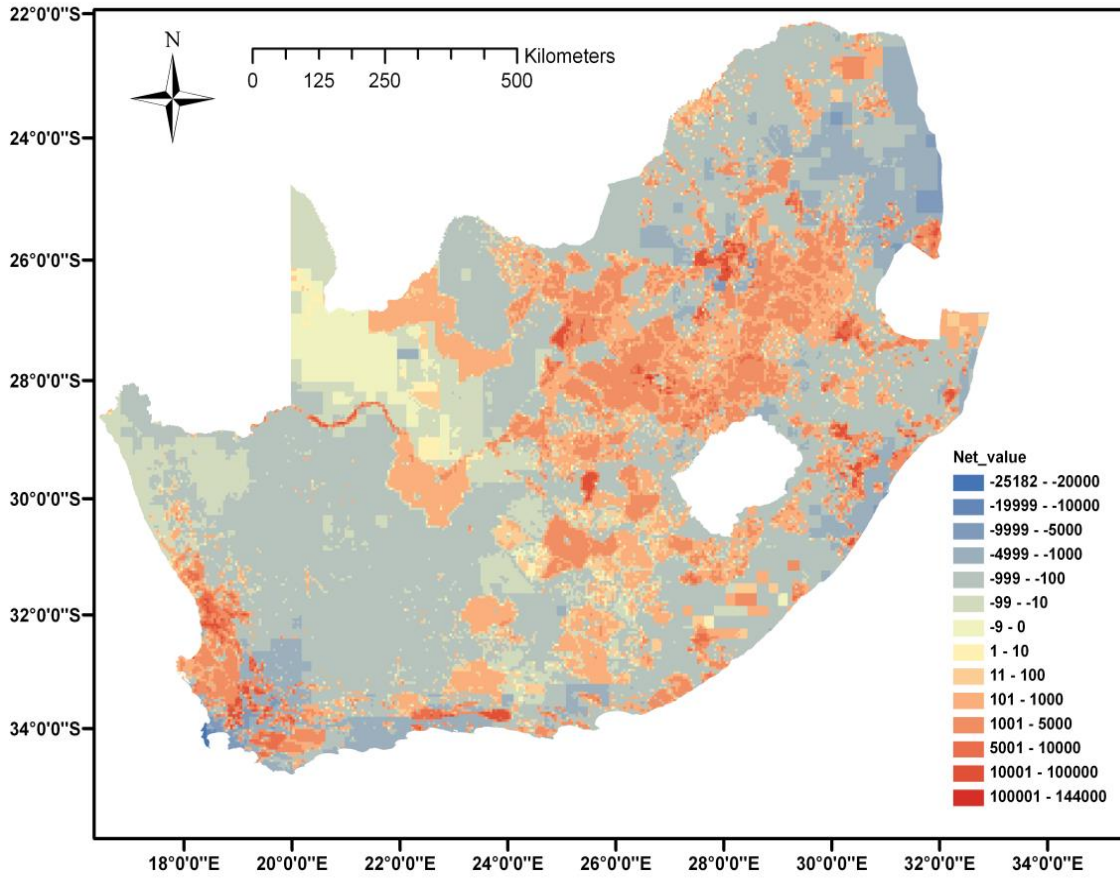 22°0'0"S
24°0'0"S
26°0'0"S
28°0'0"S
30°0'0"S
32°0'0"S
34°0'0"S
N
Kilometers
0 125 250 500
Net_value
-25182 - -20000
-19999 - -10000
-9999 - -5000
-4999 - -1000
-999 - -100
-99 - -10
-9 - 0
1 - 10
11 - 100
101 - 1000
1001 - 5000
5001 - 10000
10001 - 100000
100001 - 144000
18°0'0"E 20°0'0"E 22°0'0"E 24°0'0"E 26°0'0"E 28°0'0"E 30°0'0"E 32°0'0"E 34°0'0"E